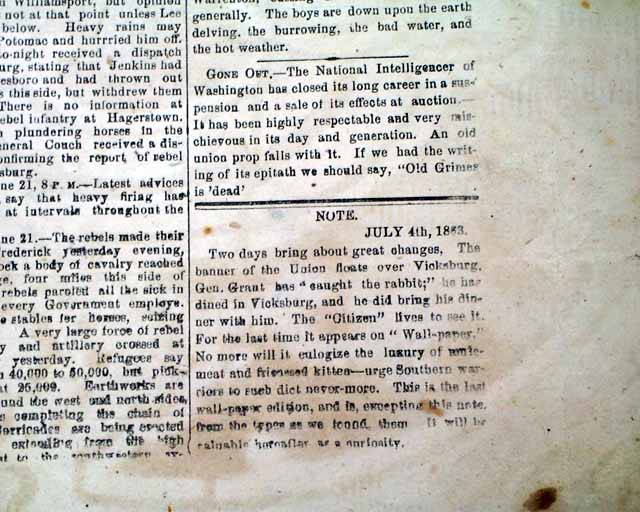 Williamsport, but opinion
not at that point unless Lee
below. Heavy rains may
Potomac and hurrried him off.
to-night received a dispatch
burg, stating that Jenkins had
esboro and had thrown out
s this side, but withdrew them
There is no information at
rebel infantry at Hagerstown.
plundering horses in the
General Couch received a dis-
onfirming the report of rebel
sburg.
ne 21, 8 P. M.—Latest advices
say that heavy firing has
at intervals throughout the
ne 21.—The rebels made their
Frederick yesterday evening,
ock a body of cavalry reached
ge, four miles this side of
rebels paroled all the sick in
every Government employe.
e stables for horses, seizing
A very large force of rebel
y and artillery crossed at
yesterday. Refugees say
40,000 to 50,000, but pick-
at 25,000. Earthworks are
und the west and north sides,
s completing the chain of
Barricades are being erected
extending from the high
to the southwestern
generally. The boys are down upon the earth
delving, the burrowing, the bad water, and
the hot weather.
GONE OUT.—The National Intelligencer of
Washington has closed its long career in a sus-
pension and a sale of its effects at auction.—
It has been highly respectable and very mis-
chievous in its day and generation. An old
union prop falls with it. If we had the writ-
ing of its epitath we should say, "Old Grimes
is 'dead'
NOTE.
JULY 4th, 1863.
Two days bring about great changes, The
banner of the Union floats over Vicksburg.
Gen. Grant has "caught the rabbit;" he has
dined in Vicksburg, and he did bring his din-
ner with him. The "Citizen" lives to see it.
For the last time it appears on "Wall-paper."
No more will it eulogize the luxury of mule-
meat and fricassed kitten—urge Southern war-
riors to such diet never-more. This is the last
wall-paper edition, and is, excepting this note,
from the types as we found them It will be
valuable hereafter as a curiosity.